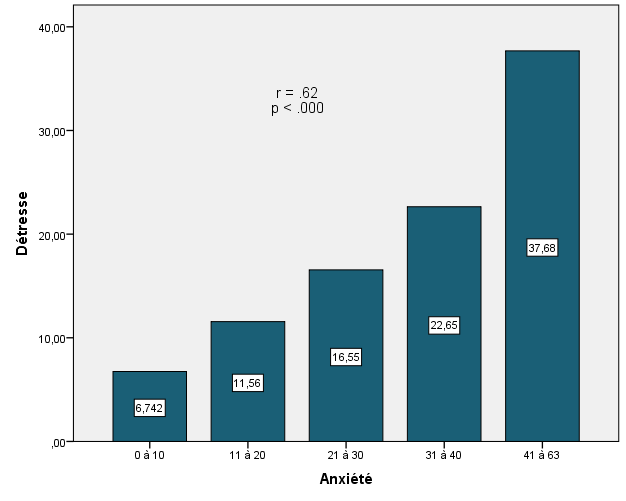 40,00
30,00
20,00
10,00
,00
r = .62
p < .000
6,742
11,56
16,55
22,65
37,68
0 à 10
11 à 20
21 à 30
31 à 40
41 à 63
Détresse
Anxiété